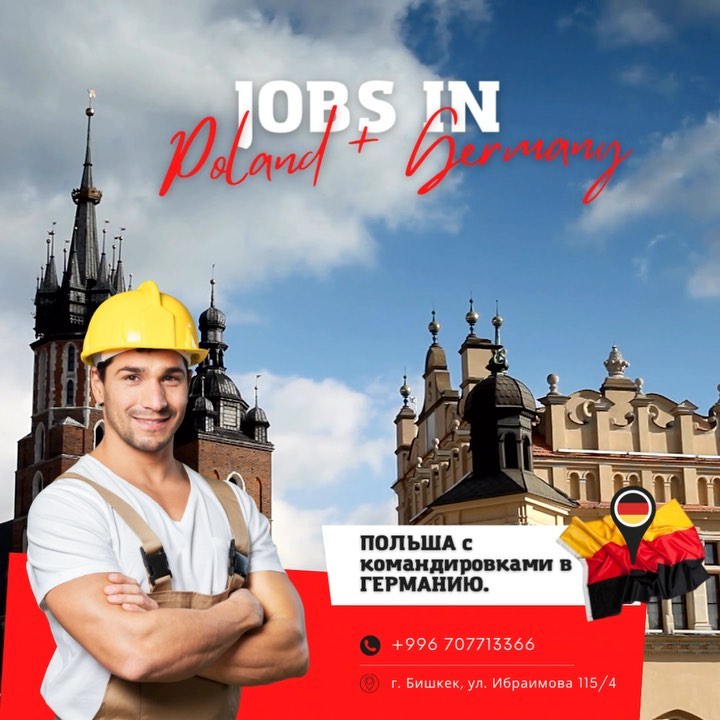 JOBS IN
Poland + Germany
ПОЛЬША с
командировками в
ГЕРМАНИЮ.
+996 707713366
г. Бишкек, ул. Ибраимова 115/4